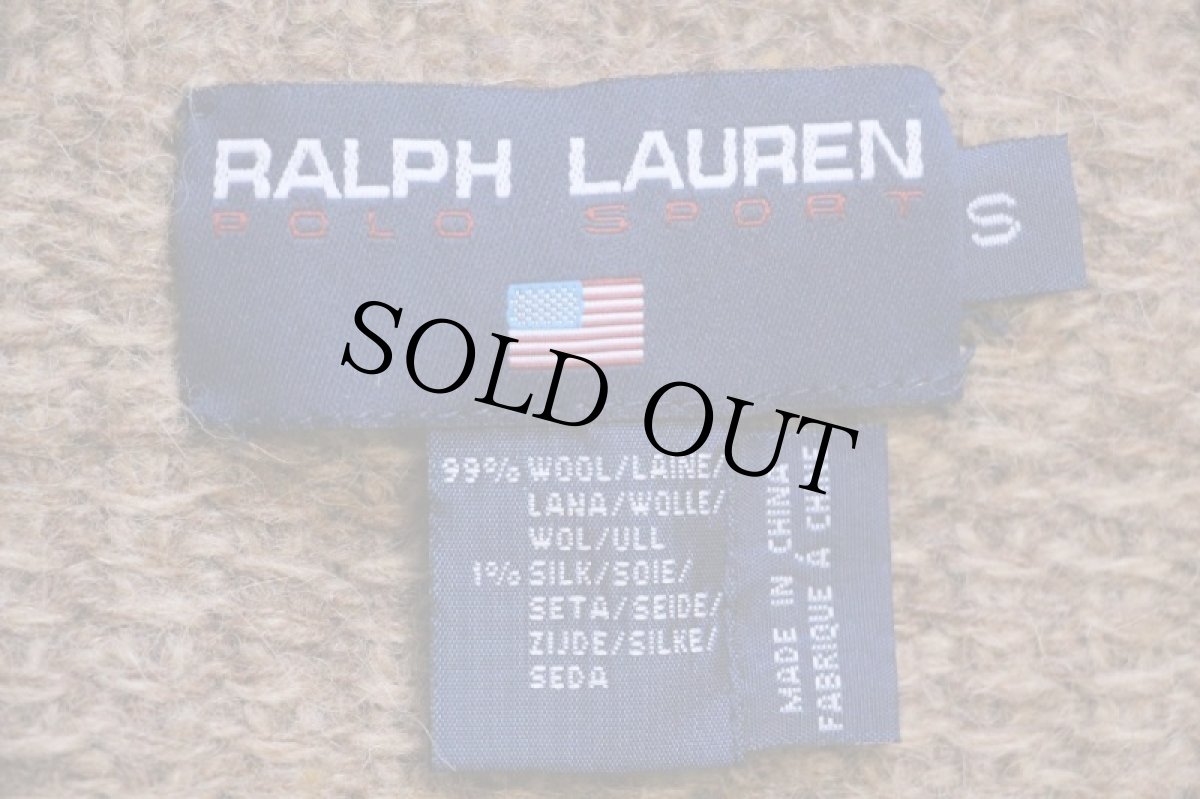 RALPH LAUREN
POLO SPORT
S
SOLD OUT
99% WOOL/LAINE/
LANA/WOLLE/
WOL/ULL
1% SILK/SOIE/
SETA/SEIDE/
ZIJDE/SILKE/
SEDA
MADE IN CHINA
FABRIQUÉ À CHINE